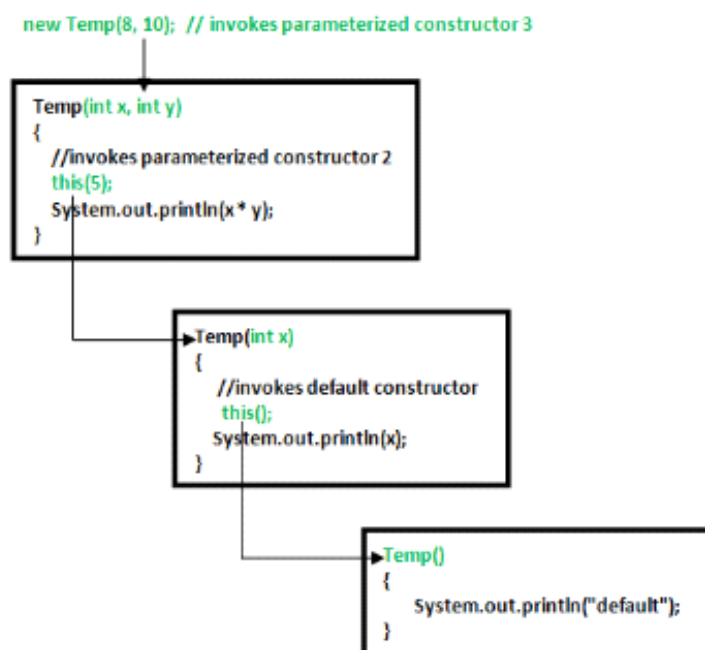 new Temp(8, 10); // invokes parameterized constructor 3
Temp(int x, int y)
{
//invokes parameterized constructor 2
this(5);
System.out.println(x * y);
}
Temp(int x)
{
//invokes default constructor
this();
System.out.println(x);
}
Temp()
{
System.out.println("default");
}